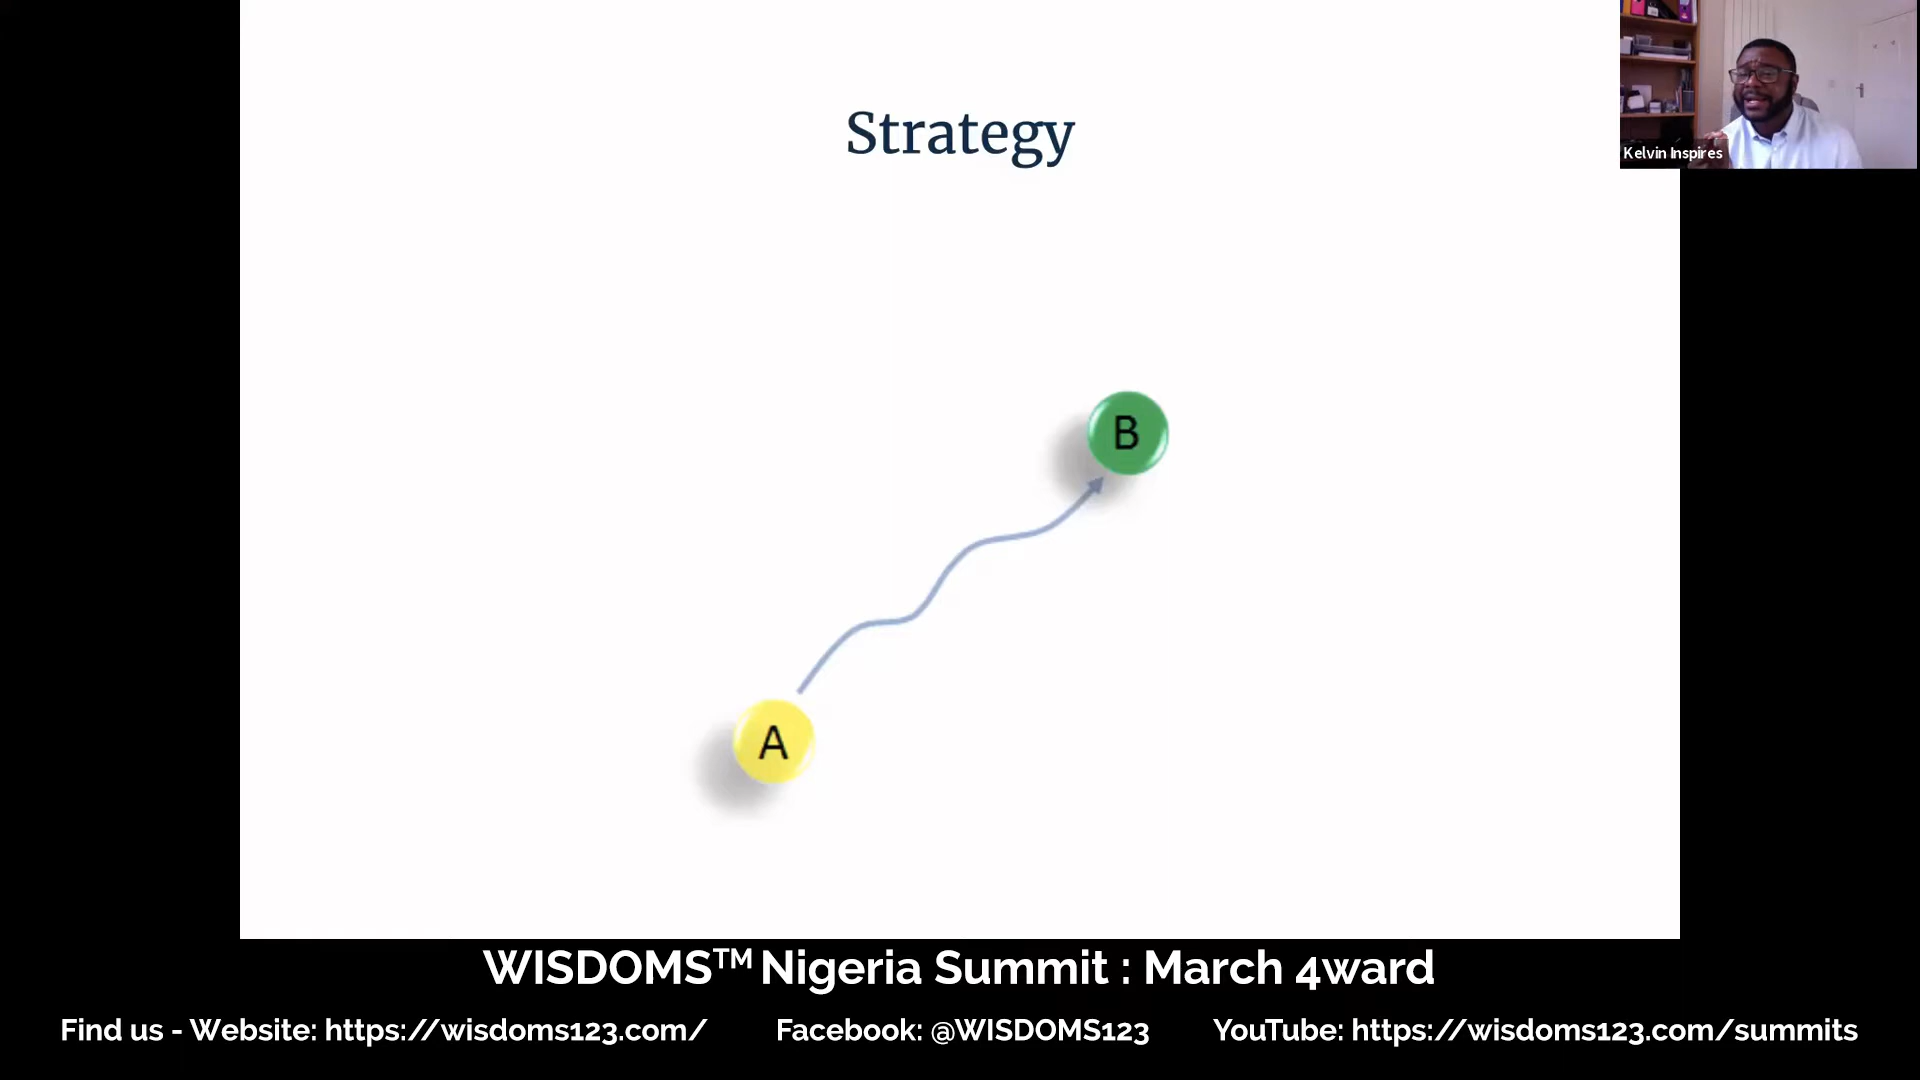 Strategy
Kelvin Inspires
B
A
WISDOMS™ Nigeria Summit : March 4ward
Find us - Website: https://wisdoms123.com/ Facebook: @WISDOMS123 YouTube: https://wisdoms123.com/summits